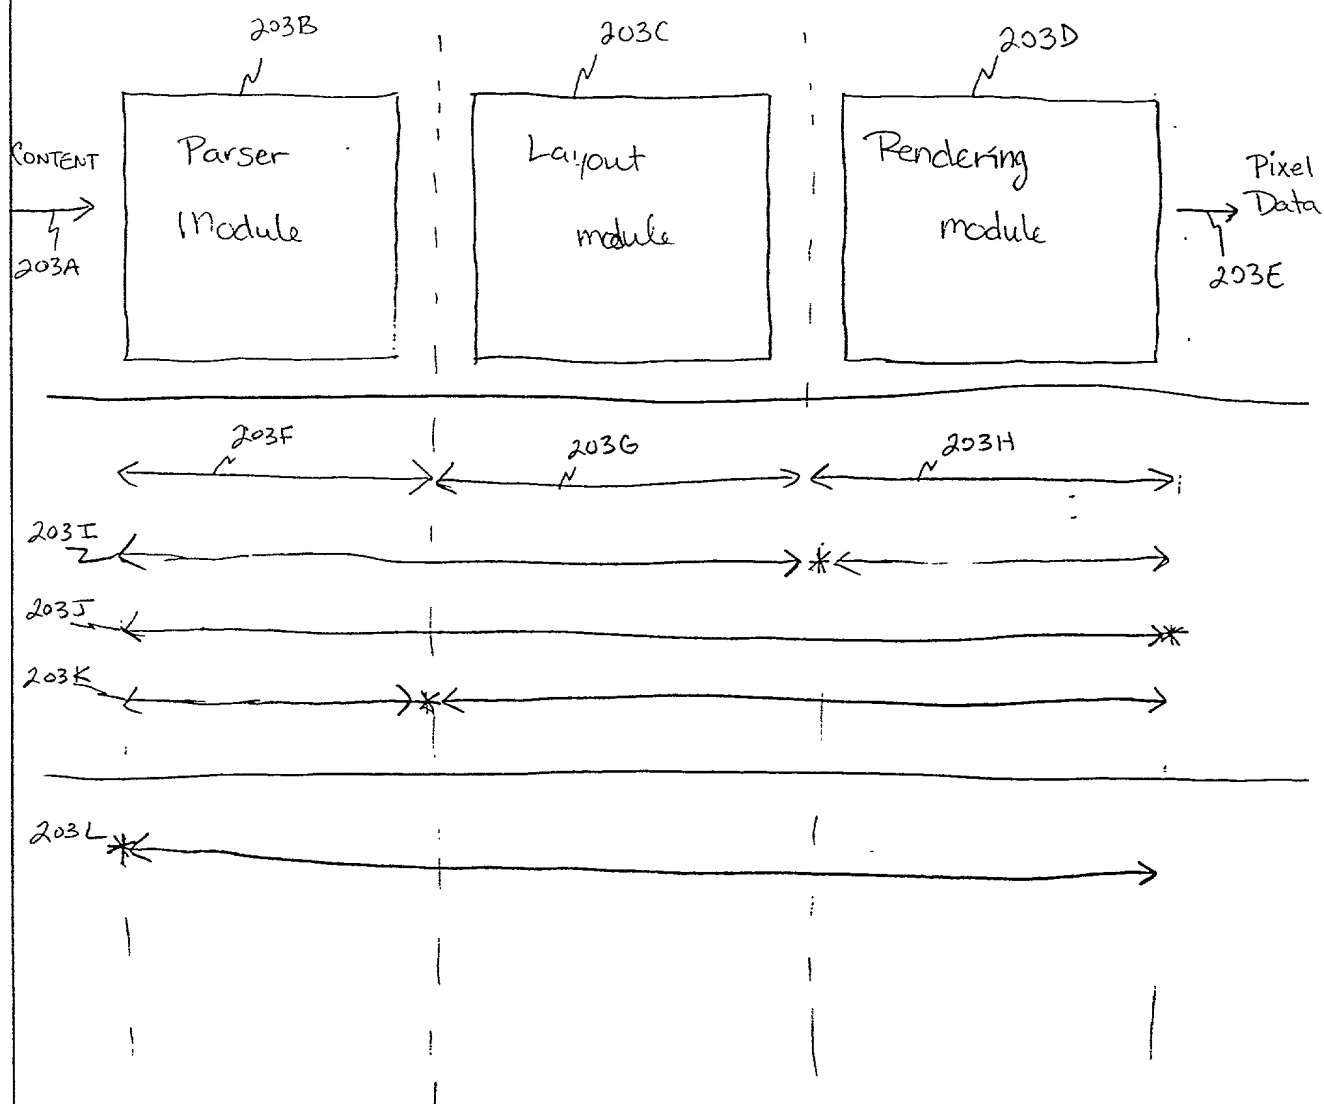 203B
203C
203D
CONTENT
203A
Parser
Module
Layout
module
Rendering
module
Pixel
Data
203E
203F
203G
203H
203I
203J
203K
203L